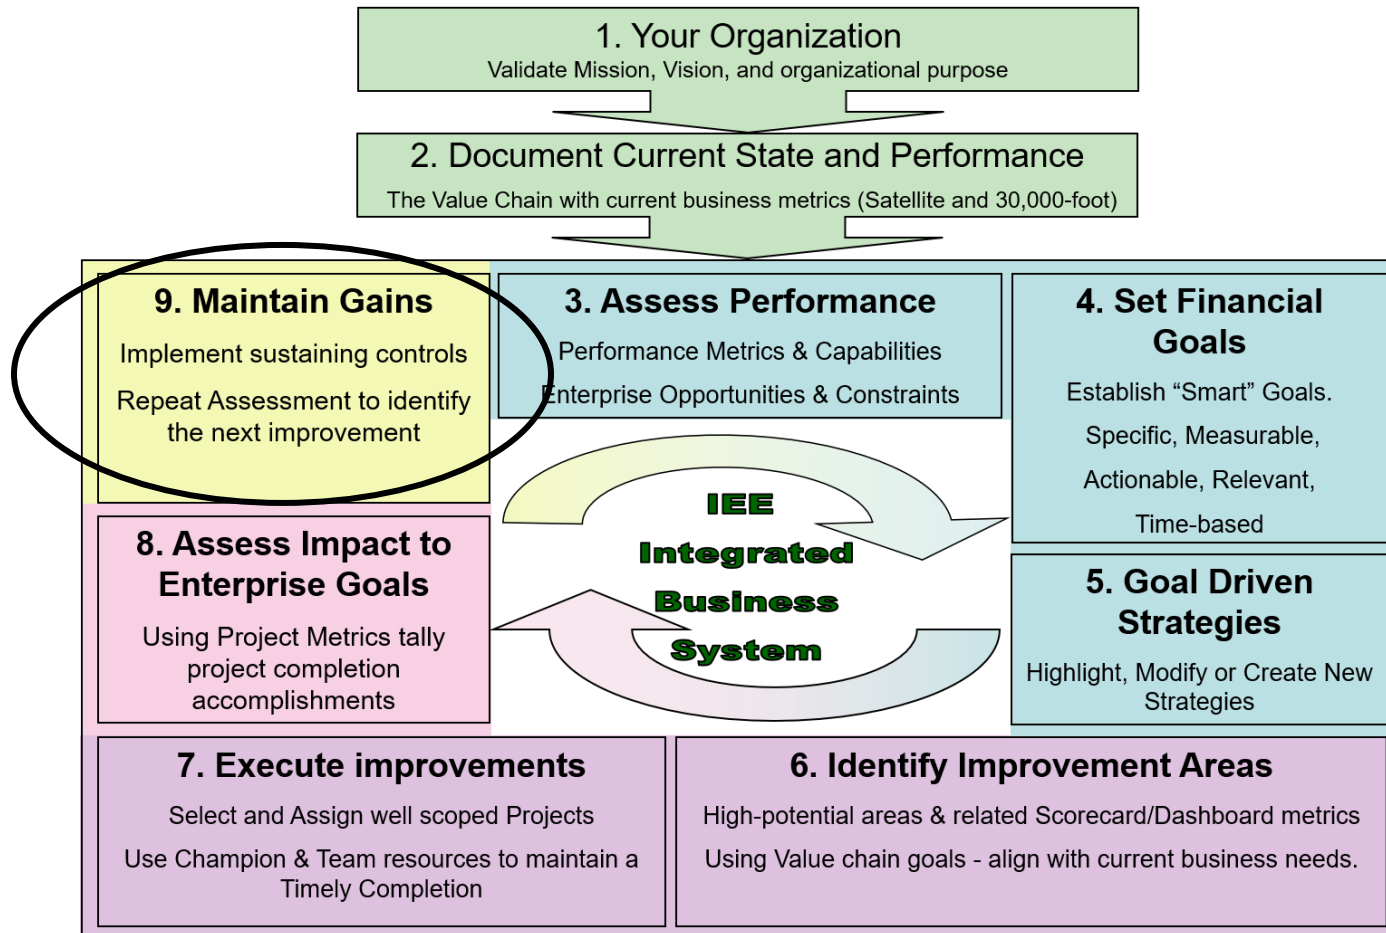 1. Your Organization
Validate Mission, Vision, and organizational purpose
2. Document Current State and Performance
The Value Chain with current business metrics (Satellite and 30,000-foot)
9. Maintain Gains
Implement sustaining controls
Repeat Assessment to identify
the next improvement
3. Assess Performance
Performance Metrics & Capabilities
Enterprise Opportunities & Constraints
4. Set Financial
Goals
Establish “Smart” Goals.
Specific, Measurable,
Actionable, Relevant,
Time-based
IEE
Integrated
Business
System
8. Assess Impact to
Enterprise Goals
Using Project Metrics tally
project completion
accomplishments
5. Goal Driven
Strategies
Highlight, Modify or Create New
Strategies
7. Execute improvements
Select and Assign well scoped Projects
Use Champion & Team resources to maintain a
Timely Completion
6. Identify Improvement Areas
High-potential areas & related Scorecard/Dashboard metrics
Using Value chain goals - align with current business needs.